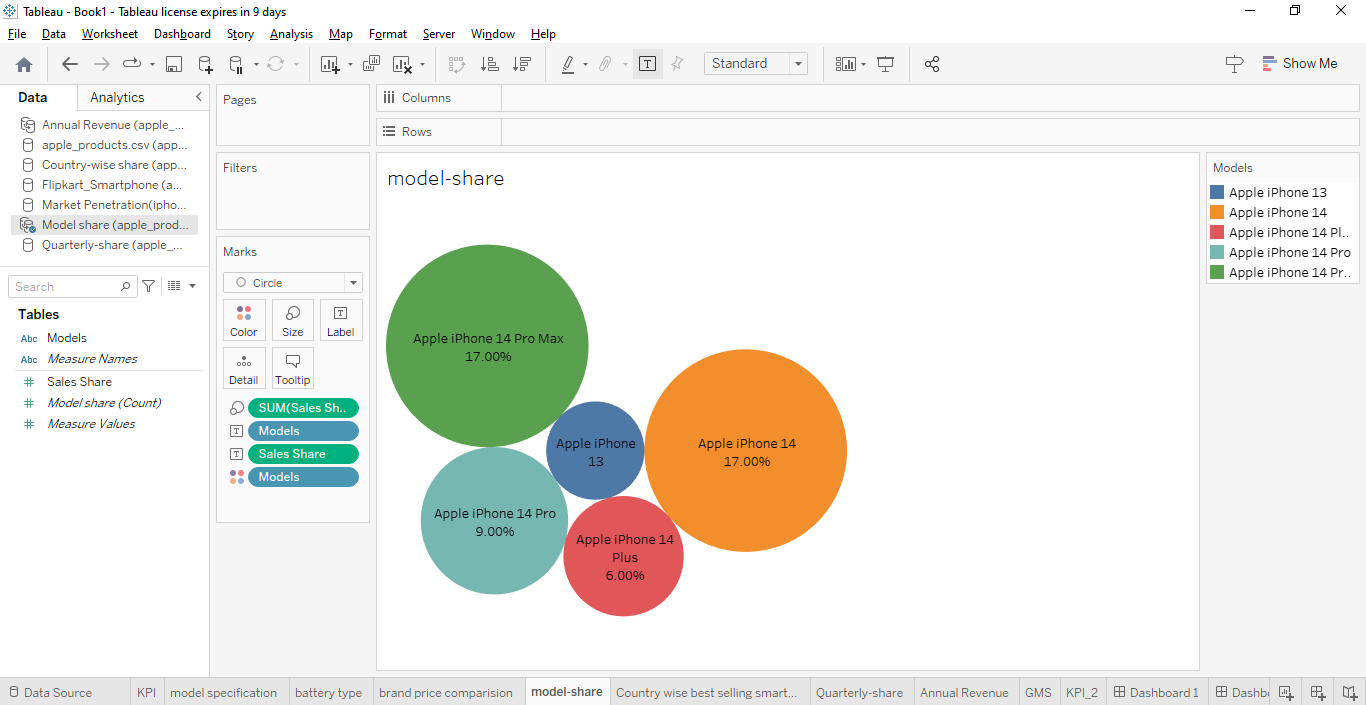 Tableau - Book1 - Tableau license expires in 9 days
File Data Worksheet Dashboard Story Analysis Map Format Server Window Help
Standard
Show Me
Data Analytics
Annual Revenue (apple_...
apple_products.csv (app...
Country-wise share (app...
Flipkart_Smartphone (a...
Market Penetration(ipho...
Model share (apple_prod...
Quarterly-share (apple_...
Search
Tables
Abc Models
Abc Measure Names
Sales Share
Model share (Count)
Measure Values
Pages
Filters
Marks
Circle
Color Size Label
Detail Tooltip
SUM(Sales Sh..
Models
Sales Share
Models
Columns
Rows
model-share
Apple iPhone 14 Pro Max
17.00%
Apple iPhone
13
Apple iPhone 14
17.00%
Apple iPhone 14 Pro
9.00%
Apple iPhone 14
Plus
6.00%
Models
Apple iPhone 13
Apple iPhone 14
Apple iPhone 14 Pl..
Apple iPhone 14 Pro
Apple iPhone 14 Pr..
Data Source KPI model specification battery type brand price comparision model-share Country wise best selling smart... Quarterly-share Annual Revenue GMS KPI_2 Dashboard 1 Dashb